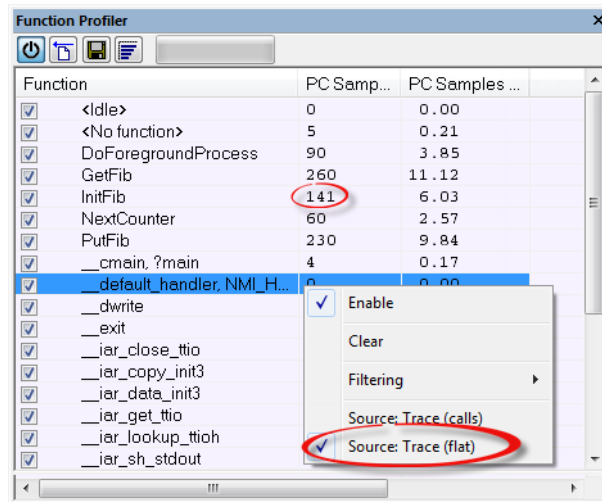 Function Profiler
Function PC Samp... PC Samples ...
<Idle> 0 0.00
<No function> 5 0.21
DoForegroundProcess 90 3.85
GetFib 260 11.12
InitFib 141 6.03
NextCounter 60 2.57
PutFib 230 9.84
__cmain, ?main 4 0.17
__default_handler, NMI_H... 0 0.00
__dwrite
__exit
__iar_close_ttio
__iar_copy_init3
__iar_data_init3
__iar_get_ttio
__iar_lookup_ttioh
__iar_sh_stdout
Enable
Clear
Filtering
Source: Trace (calls)
Source: Trace (flat)